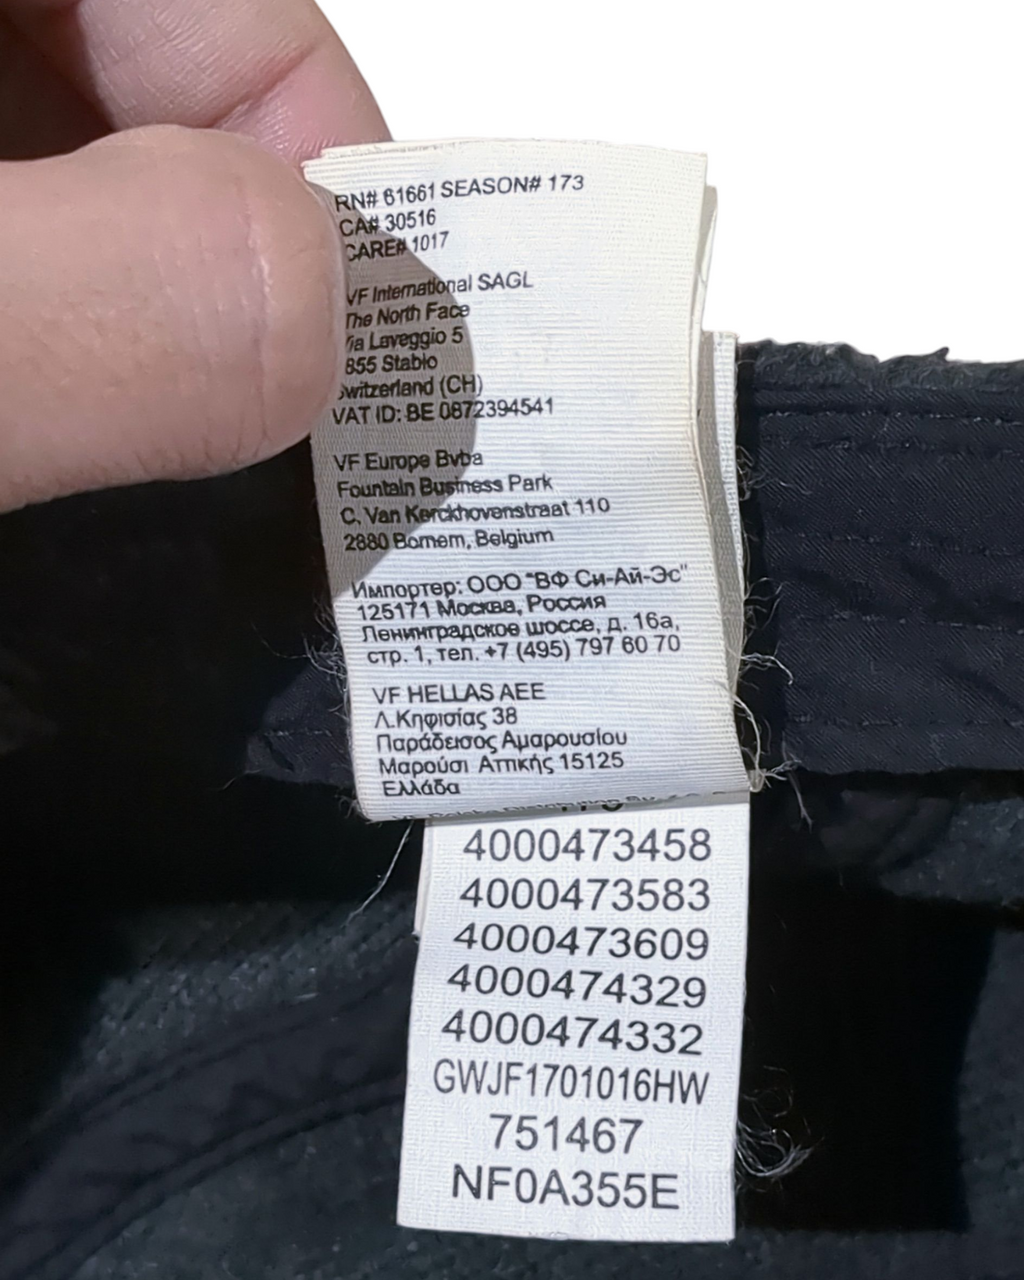 RN# 61661 SEASON# 173
CA# 30516
CARE# 1017
VF International SAGL
The North Face
Via Laveggio 5
6855 Stabio
Switzerland (CH)
VAT ID: BE 0872394541
VF Europe Bvba
Fountain Business Park
C, Van Kerckhovenstraat 110
2880 Bornem, Belgium
Импортер: ООО "ВФ Си-Ай-Эс"
125171 Москва, Россия
Ленинградское шоссе, д. 16а,
стр. 1, тел. +7 (495) 797 60 70
VF HELLAS AEE
Λ.Κηφισίας 38
Παράδεισος Αμαρουσίου
Μαρούσι Αττικής 15125
Ελλάδα
4000473458
4000473583
4000473609
4000474329
4000474332
GWJF1701016HW
751467
NF0A355E